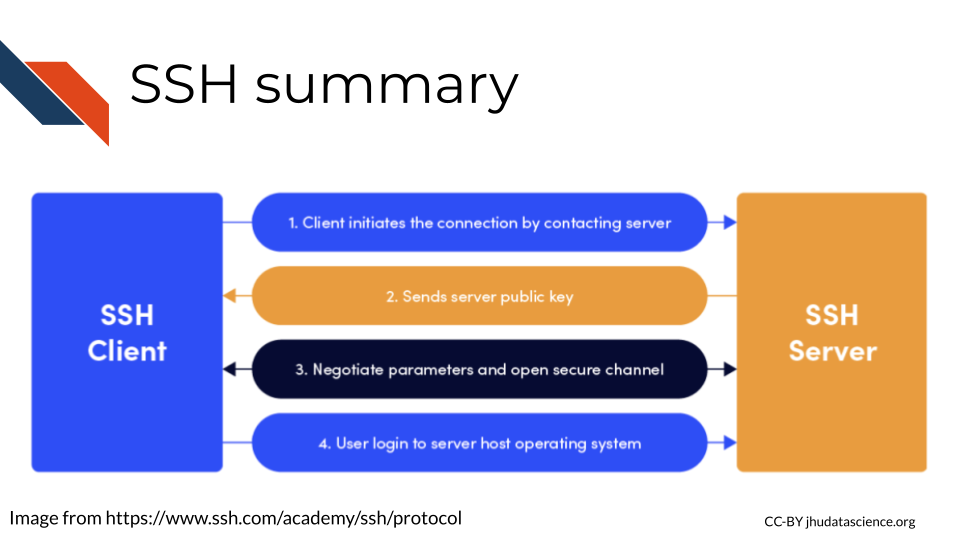 SSH summary
1. Client initiates the connection by contacting server
2. Sends server public key
SSH
Client
SSH
Server
3. Negotiate parameters and open secure channel
4. User login to server host operating system
Image from https://www.ssh.com/academy/ssh/protocol
CC-BY jhudatascience.org